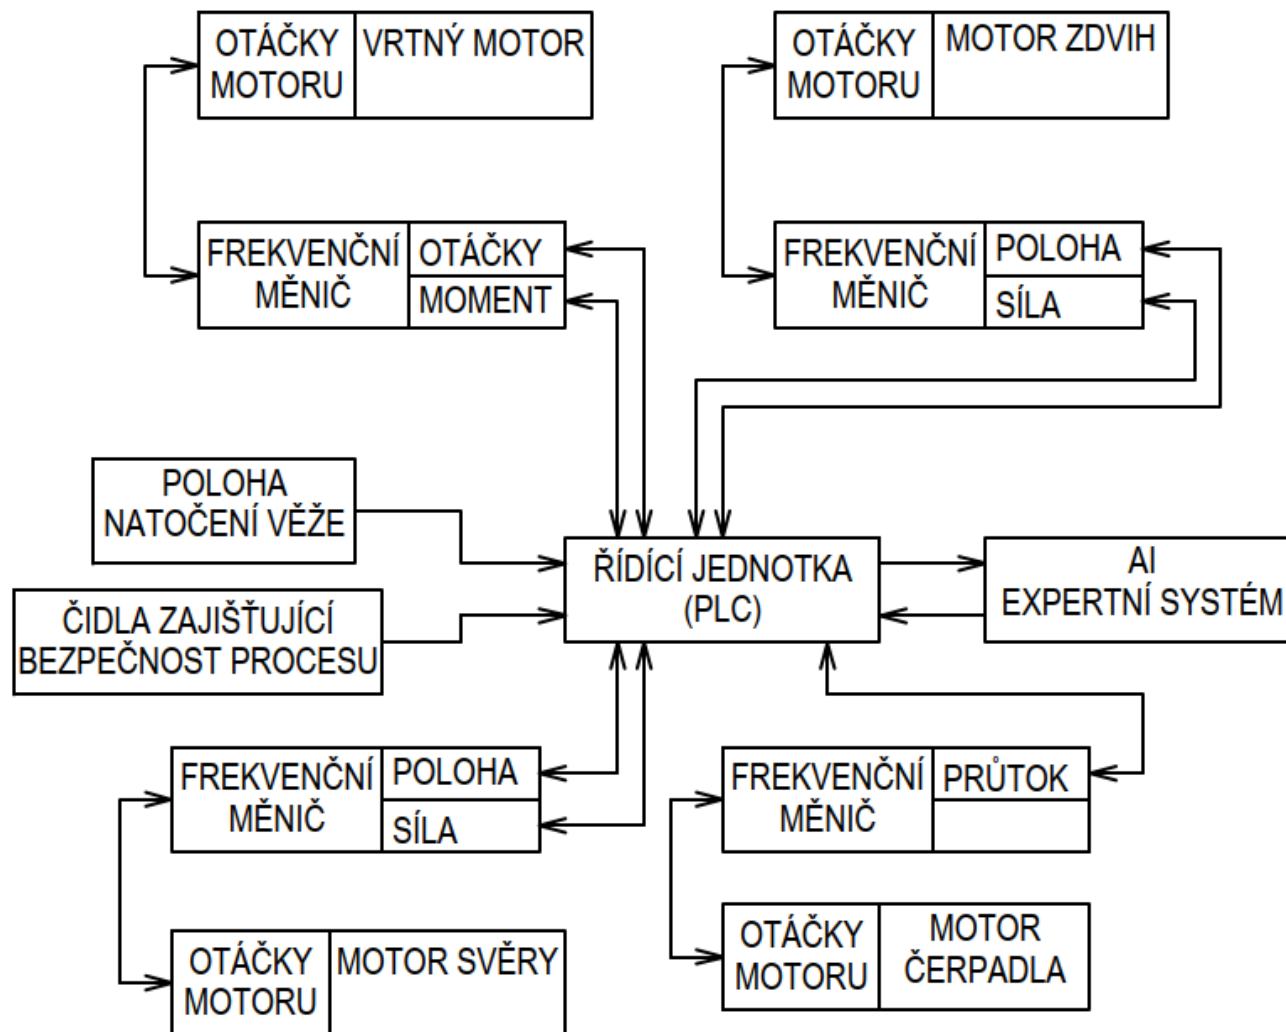 OTÁČKY
MOTORU
VRTNÝ MOTOR
OTÁČKY
MOTORU
MOTOR ZDVIH
FREKVENČNÍ
MĚNIČ
OTÁČKY
MOMENT
FREKVENČNÍ
MĚNIČ
POLOHA
SÍLA
POLOHA
NATOČENÍ VĚŽE
ČIDLA ZAJIŠŤUJÍCÍ
BEZPEČNOST PROCESU
ŘÍDÍCÍ JEDNOTKA
(PLC)
AI
EXPERTNÍ SYSTÉM
FREKVENČNÍ
MĚNIČ
POLOHA
SÍLA
FREKVENČNÍ
MĚNIČ
PRŮTOK
OTÁČKY
MOTORU
MOTOR SVĚRY
OTÁČKY
MOTORU
MOTOR
ČERPADLA